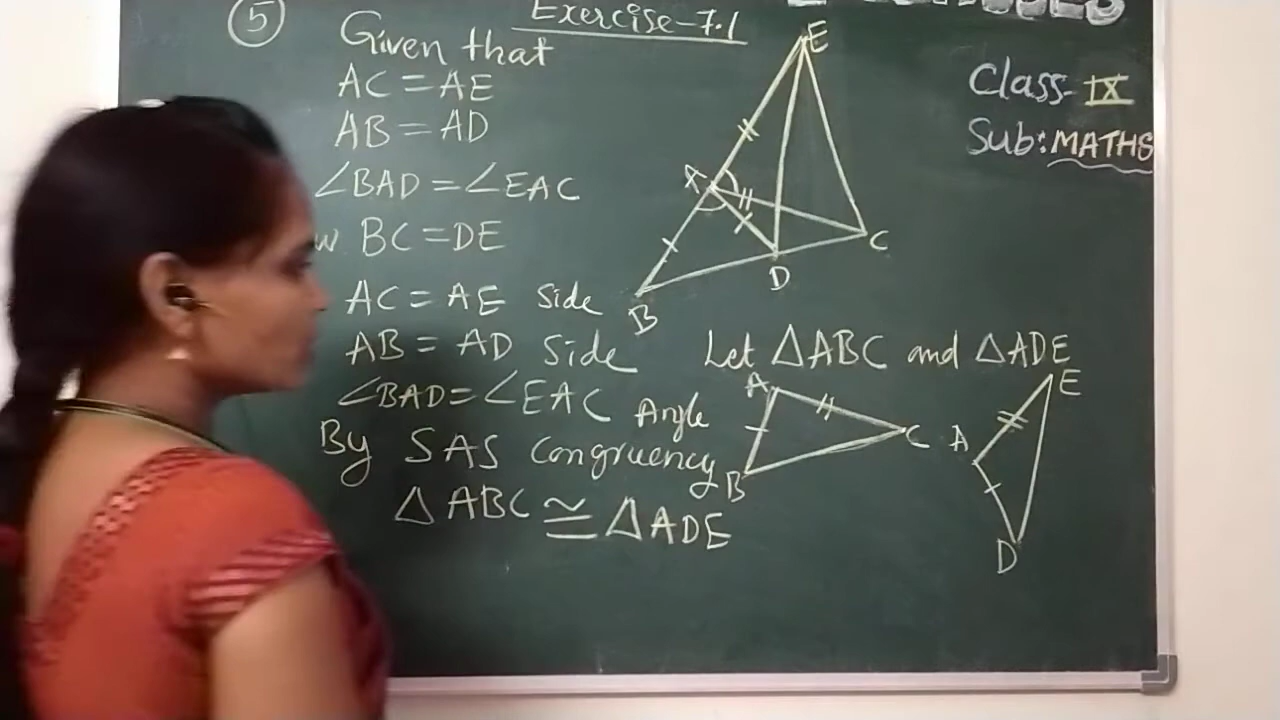 5
Exercise-7.1
Given that
AC = AE
AB = AD
∠BAD = ∠EAC
BC = DE
AC = AE Side
AB = AD Side
∠BAD = ∠EAC Angle
By SAS Congruency
△ABC ≅ △ADE
E
A
B
D
C
Class-IX
Sub: MATHS
Let △ABC and △ADE
A
B
C
A
E
D